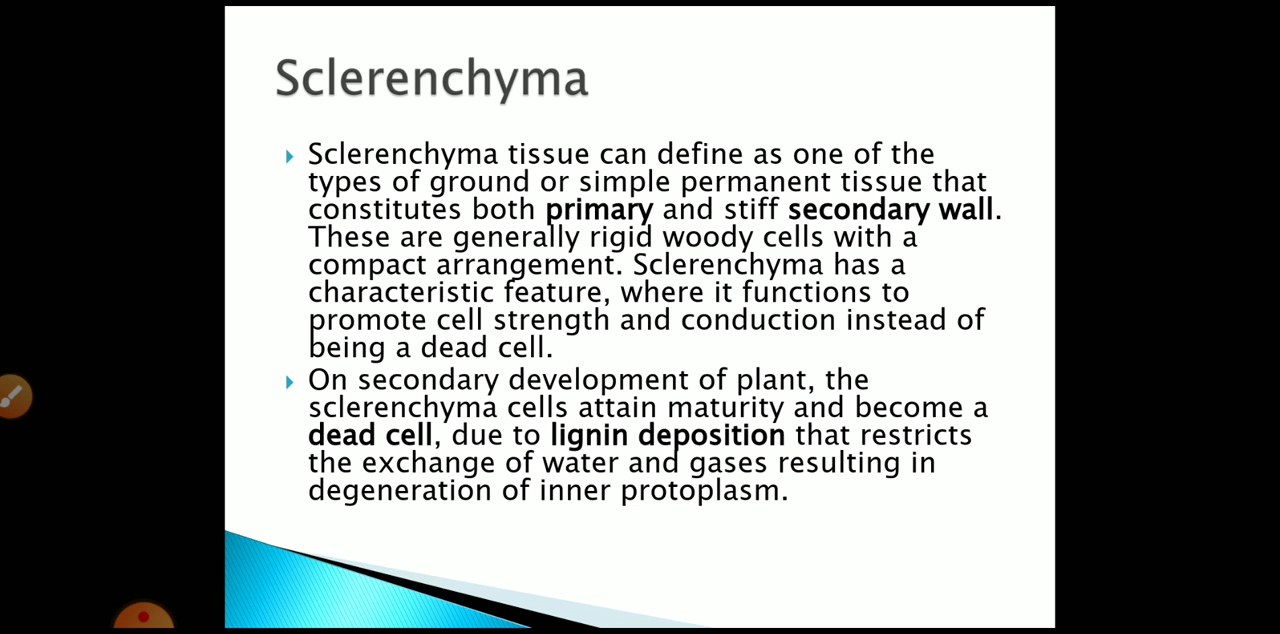 Sclerenchyma
Sclerenchyma tissue can define as one of the
types of ground or simple permanent tissue that
constitutes both primary and stiff secondary wall.
These are generally rigid woody cells with a
compact arrangement. Sclerenchyma has a
characteristic feature, where it functions to
promote cell strength and conduction instead of
being a dead cell.
On secondary development of plant, the
sclerenchyma cells attain maturity and become a
dead cell, due to lignin deposition that restricts
the exchange of water and gases resulting in
degeneration of inner protoplasm.